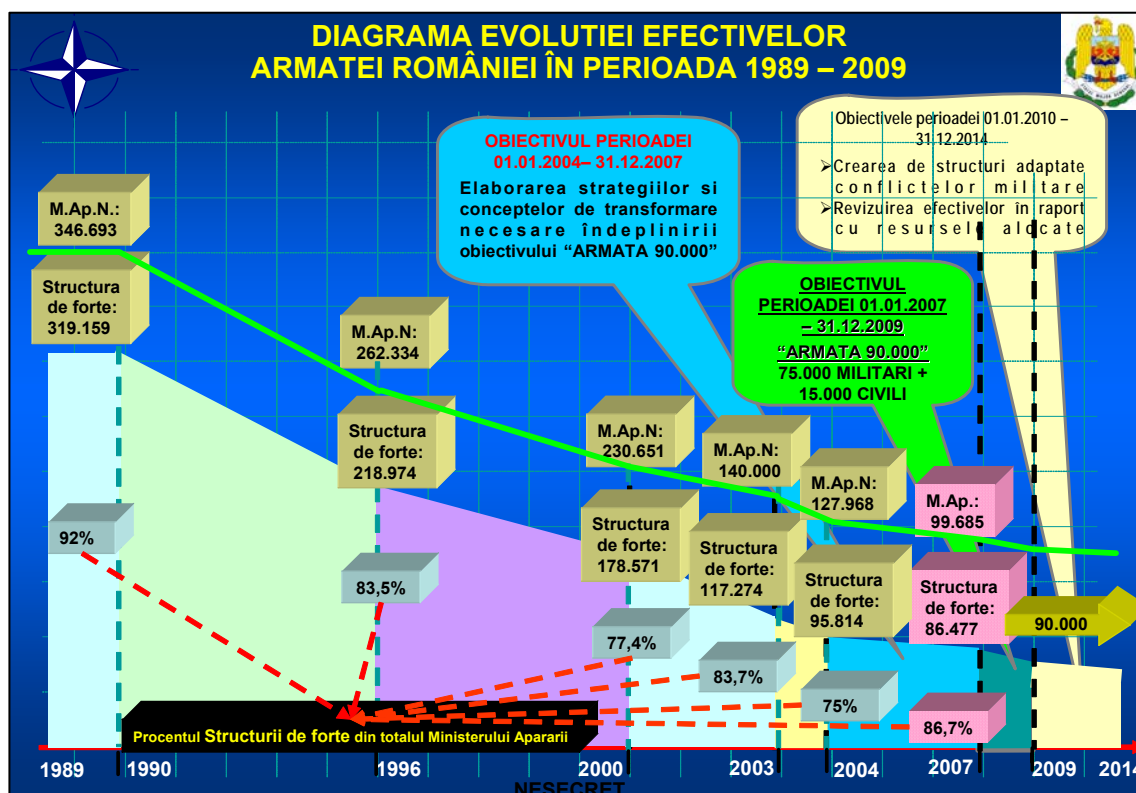 DIAGRAMA EVOLUTIEI EFECTIVELOR
ARMATEI ROMÂNIEI ÎN PERIOADA 1989 – 2009
OBIECTIVUL PERIOADEI
01.01.2004– 31.12.2007
Elaborarea strategiilor si
conceptelor de transformare
necesare îndeplinirii
obiectivului “ARMATA 90.000”
Obiectivele perioadei 01.01.2010 –
31.12.2014
➢Crearea de structuri adaptate
conflictelor militare
➢Revizuirea efectivelor în raport
cu resursele alocate
OBIECTIVUL
PERIOADEI 01.01.2007
– 31.12.2009
“ARMATA 90.000”
75.000 MILITARI +
15.000 CIVILI
M.Ap.N.:
346.693
Structura
de forte:
319.159
M.Ap.N:
262.334
Structura
de forte:
218.974
M.Ap.N:
230.651
Structura
de forte:
178.571
M.Ap.N:
140.000
Structura
de forte:
117.274
M.Ap.N:
127.968
Structura
de forte:
95.814
M.Ap.:
99.685
Structura
de forte:
86.477
90.000
92%
83,5%
77,4%
83,7%
75%
86,7%
Procentul Structurii de forte din totalul Ministerului Apararii
1989 1990 1996 2000 2003 2004 2007 2009 2014
NESECRET